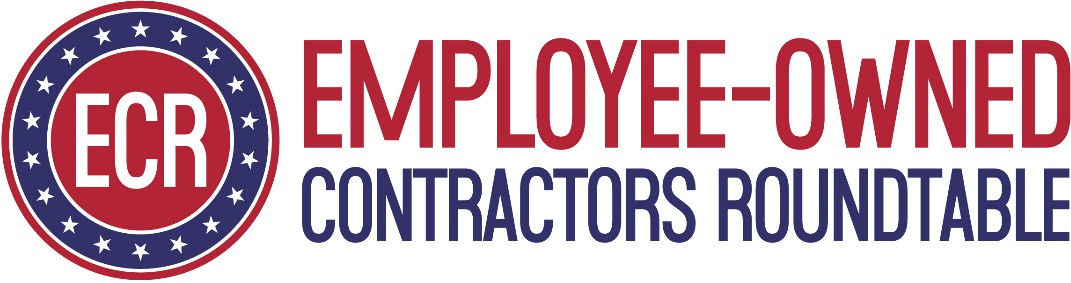 ECR
EMPLOYEE-OWNED
CONTRACTORS ROUNDTABLE